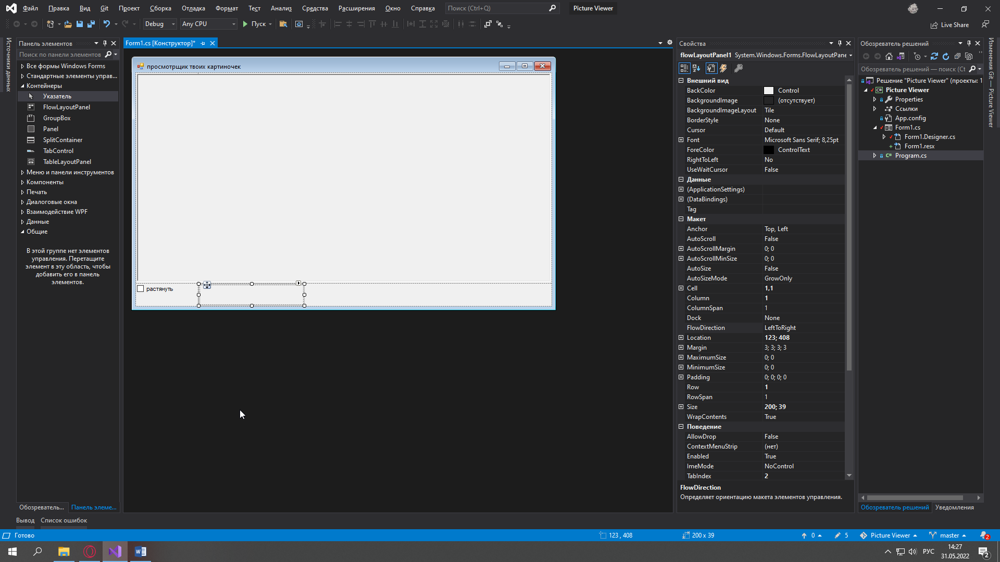 Файл Правка Вид Git Проект Сборка Отладка Формат Тест Анализ Средства Расширения Окно Справка Поиск (Ctrl+Q) Picture Viewer
Debug Any CPU Пуск Live Share
Источники данных
Панель элементов
Поиск по панели элементов
Все формы Windows Forms
Стандартные элементы управ...
Контейнеры
Указатель
FlowLayoutPanel
GroupBox
Panel
SplitContainer
TabControl
TableLayoutPanel
Меню и панели инструментов
Компоненты
Печать
Диалоговые окна
Взаимодействие WPF
Данные
Общие
В этой группе нет элементов
управления. Перетащите
элемент в эту область, чтобы
добавить его в панель
элементов.
Обозреватель... Панель элеме...
Form1.cs [Конструктор]*
просмотрщик твоих картиночек
растянуть
Свойства
flowLayoutPanel1 System.Windows.Forms.FlowLayoutPane
Внешний вид
BackColor Control
BackgroundImage (отсутствует)
BackgroundImageLayout Tile
BorderStyle None
Cursor Default
Font Microsoft Sans Serif; 8,25pt
ForeColor ControlText
RightToLeft No
UseWaitCursor False
Данные
(ApplicationSettings)
(DataBindings)
Tag
Макет
Anchor Top, Left
AutoScroll False
AutoScrollMargin 0; 0
AutoScrollMinSize 0; 0
AutoSize False
AutoSizeMode GrowOnly
Cell 1,1
Column 1
ColumnSpan 1
Dock None
FlowDirection LeftToRight
Location 123; 408
Margin 3; 3; 3; 3
MaximumSize 0; 0
MinimumSize 0; 0
Padding 0; 0; 0; 0
Row 1
RowSpan 1
Size 200; 39
WrapContents True
Поведение
AllowDrop False
ContextMenuStrip (нет)
Enabled True
ImeMode NoControl
TabIndex 2
FlowDirection
Определяет ориентацию макета элементов управления.
Обозреватель решений
Обозреватель решений — поиск (Ct
Решение "Picture Viewer" (проекты: 1
Picture Viewer
Properties
Ссылки
App.config
Form1.cs
Form1.Designer.cs
Form1.resx
Program.cs
Обозреватель решений Уведомления
Изменения Git — Picture Viewer
Вывод Список ошибок
Готово 123 , 408 200 x 39 0 5 Picture Viewer master 2
РУС 14:27
31.05.2022 2